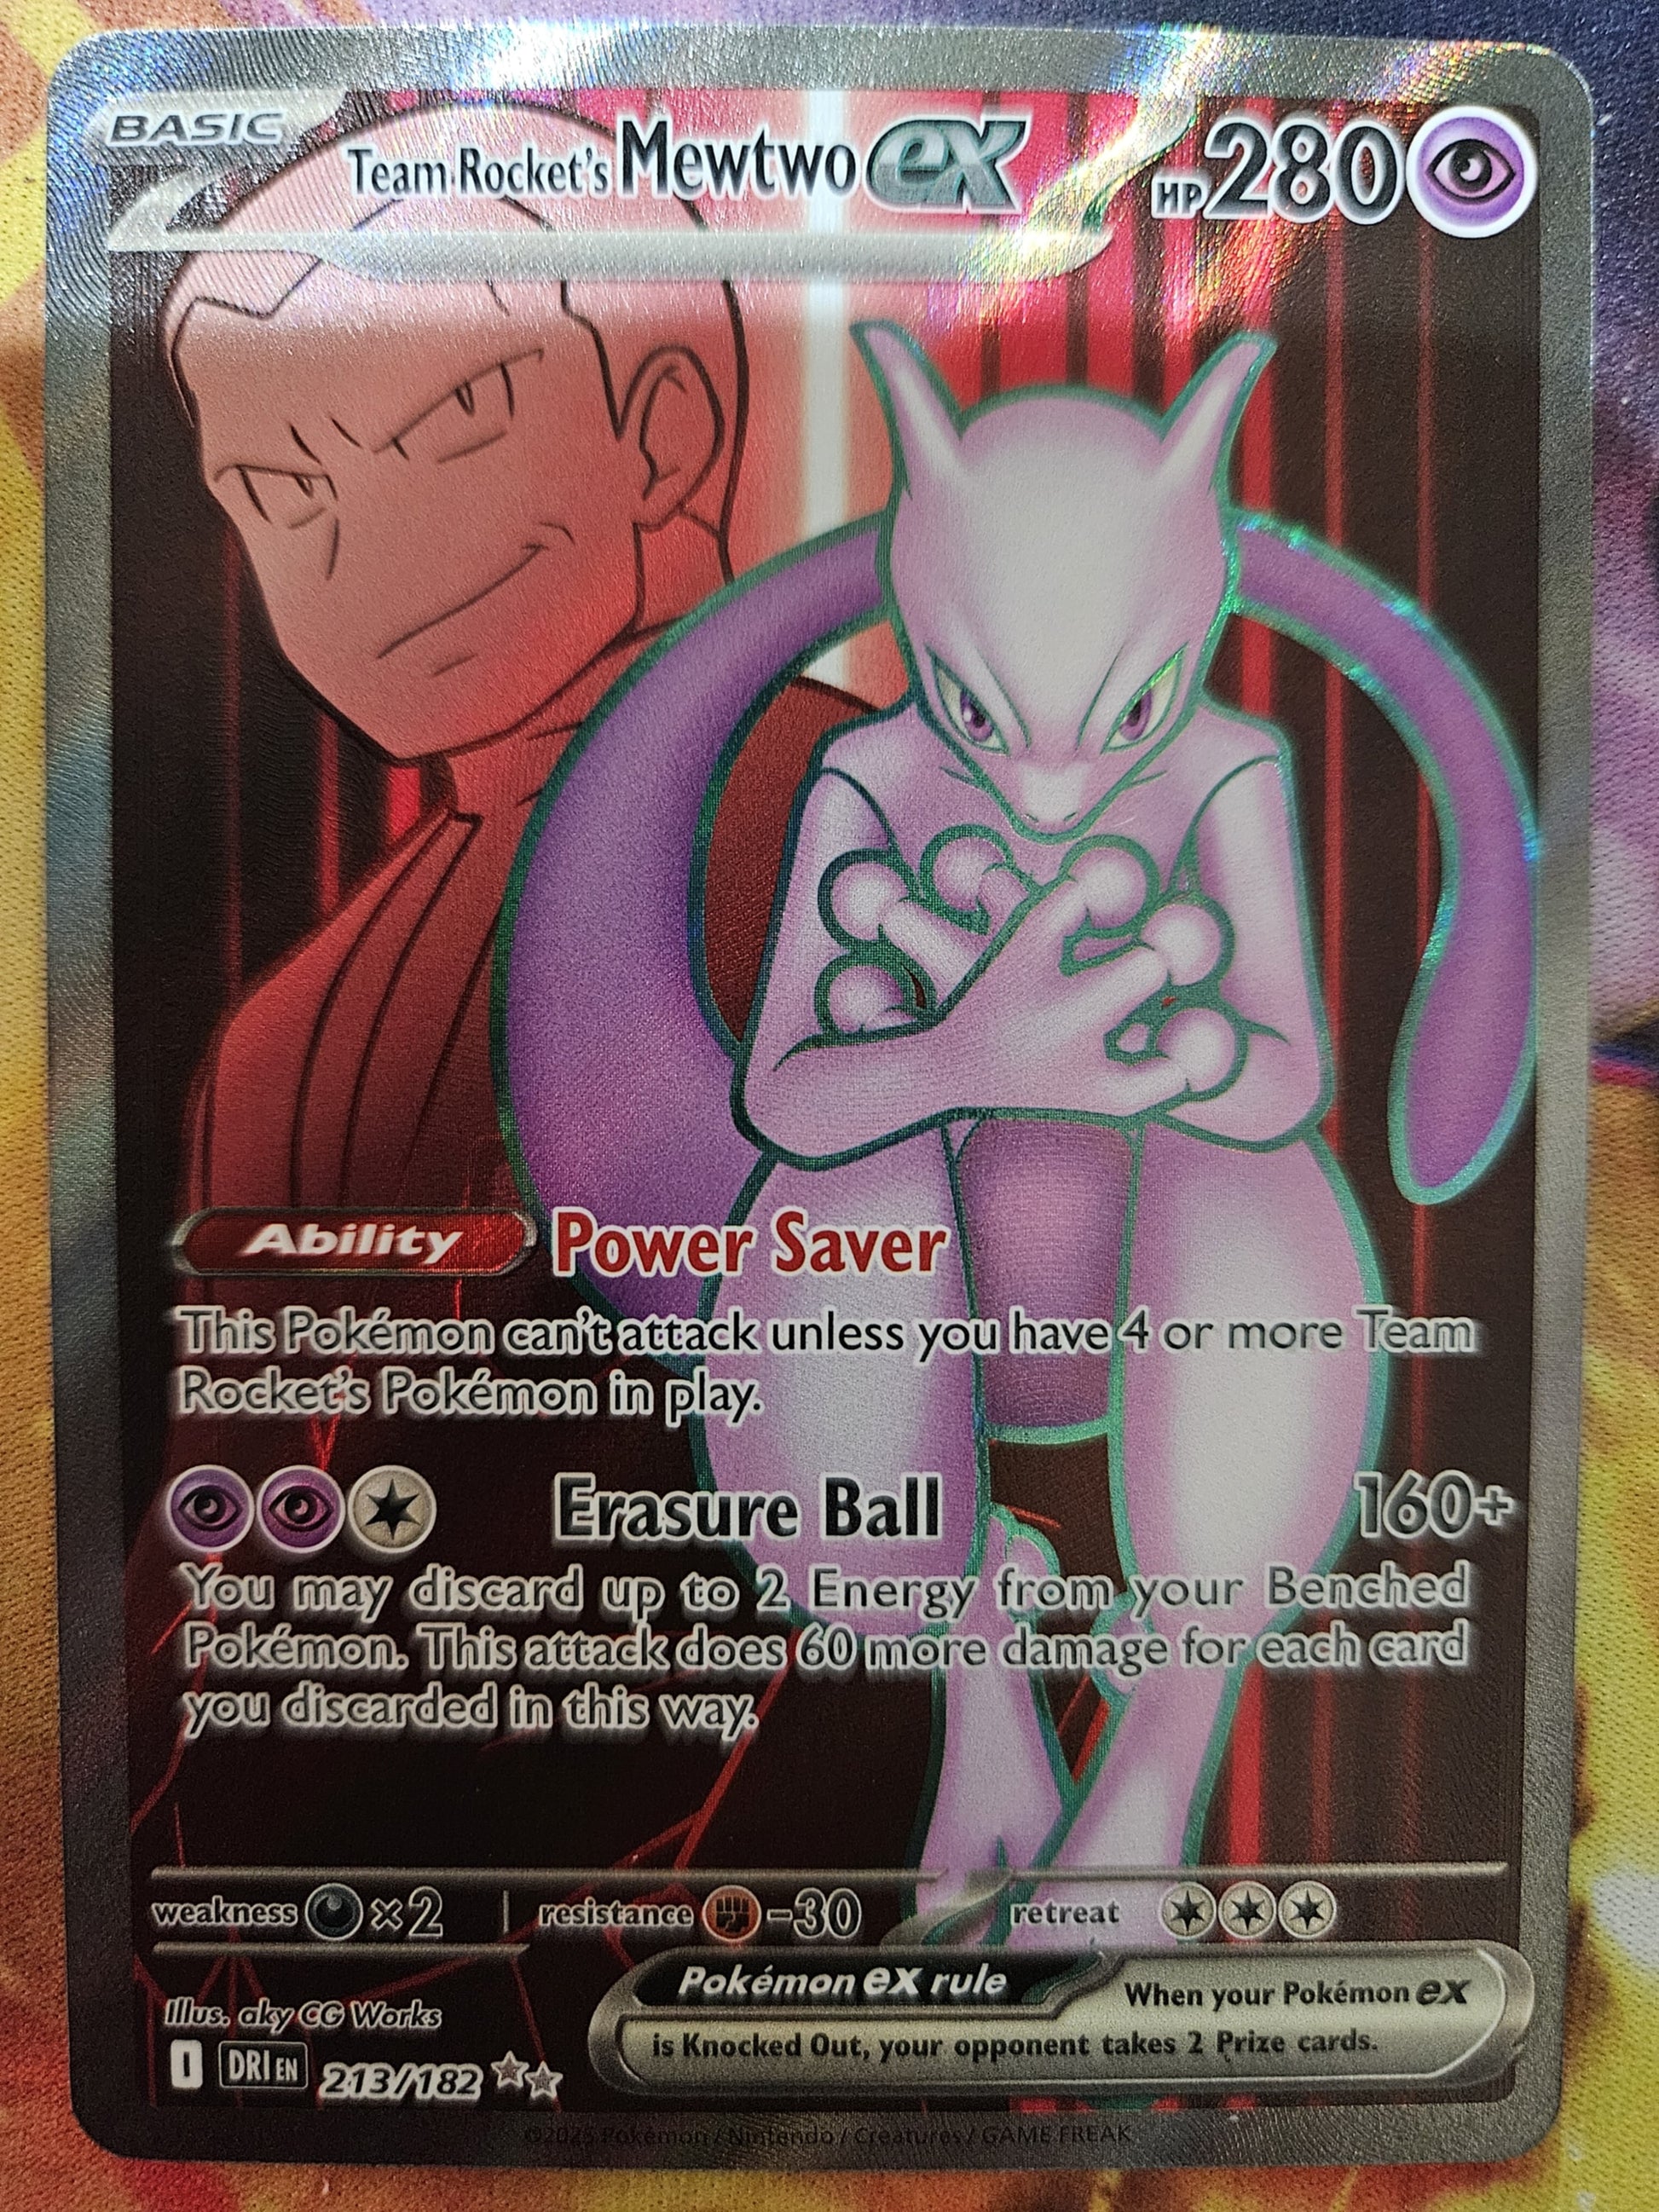 BASIC
Team Rocket's Mewtwo ex HP 280
Ability Power Saver
This Pokémon can't attack unless you have 4 or more Team
Rocket's Pokémon in play.
Erasure Ball 160+
You may discard up to 2 Energy from your Benched
Pokémon. This attack does 60 more damage for each card
you discarded in this way.
weakness ×2 resistance -30 retreat
Pokémon ex rule When your Pokémon ex
is Knocked Out, your opponent takes 2 Prize cards.
Illus. aky CG Works
I DRI EN 213/182
©2025 Pokémon / Nintendo / Creatures / GAME FREAK